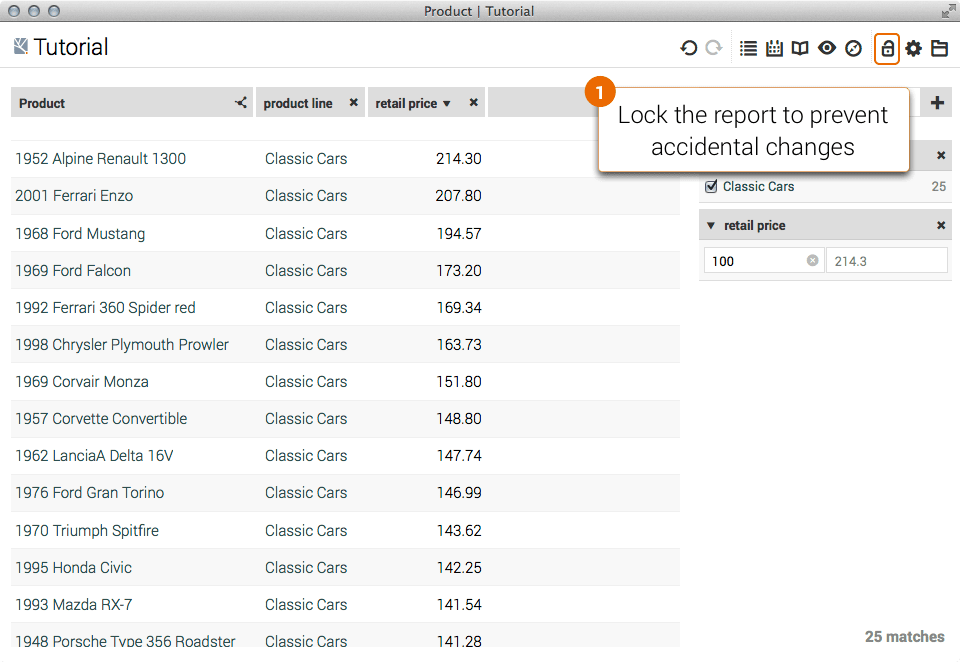 Product | Tutorial
Tutorial
Product product line retail price
1
Lock the report to prevent
accidental changes
1952 Alpine Renault 1300 Classic Cars 214.30
2001 Ferrari Enzo Classic Cars 207.80
1968 Ford Mustang Classic Cars 194.57
1969 Ford Falcon Classic Cars 173.20
1992 Ferrari 360 Spider red Classic Cars 169.34
1998 Chrysler Plymouth Prowler Classic Cars 163.73
1969 Corvair Monza Classic Cars 151.80
1957 Corvette Convertible Classic Cars 148.80
1962 LanciaA Delta 16V Classic Cars 147.74
1976 Ford Gran Torino Classic Cars 146.99
1970 Triumph Spitfire Classic Cars 143.62
1995 Honda Civic Classic Cars 142.25
1993 Mazda RX-7 Classic Cars 141.54
1948 Porsche Type 356 Roadster Classic Cars 141.28
Classic Cars 25
retail price
100 214.3
25 matches